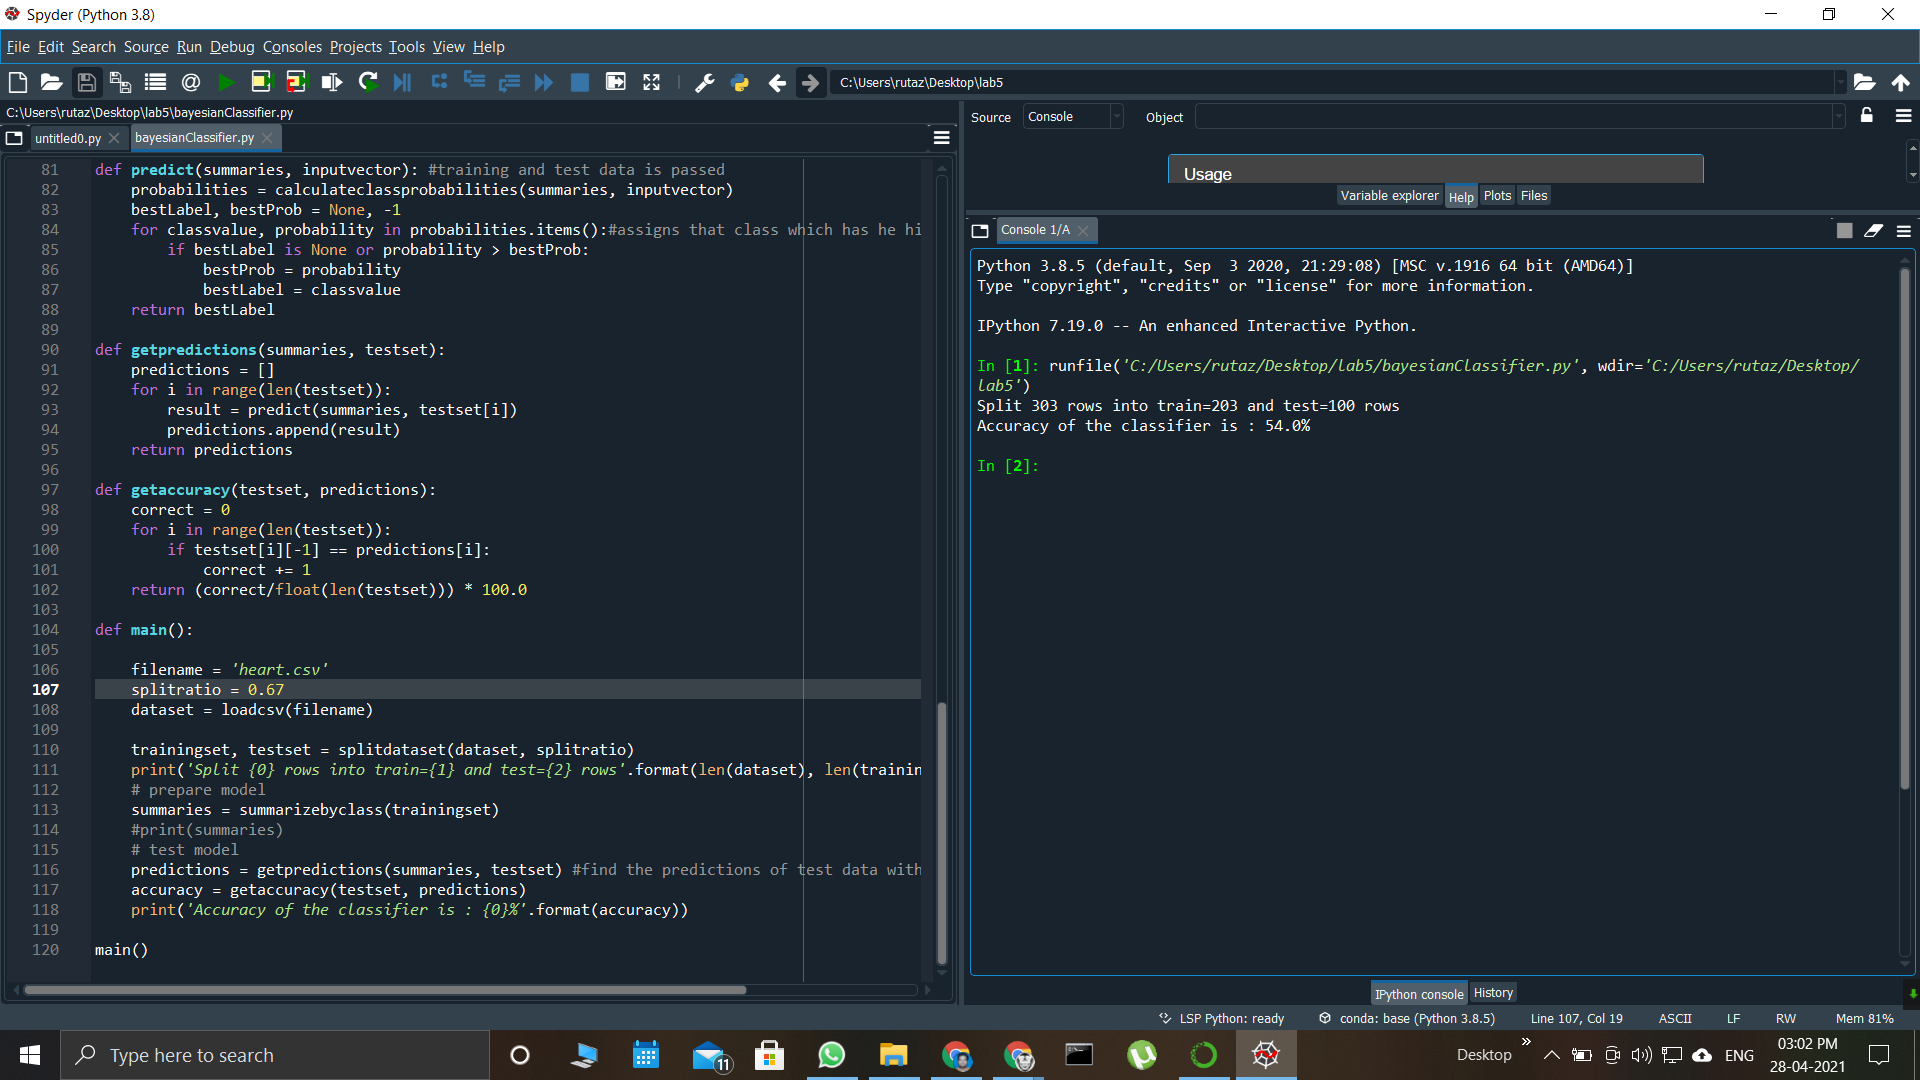 Spyder (Python 3.8)
File Edit Search Source Run Debug Consoles Projects Tools View Help
C:\Users\rutaz\Desktop\lab5
C:\Users\rutaz\Desktop\lab5\bayesianClassifier.py
untitled0.py bayesianClassifier.py
81 def predict(summaries, inputvector): #training and test data is passed
82 probabilities = calculateclassprobabilities(summaries, inputvector)
83 bestLabel, bestProb = None, -1
84 for classvalue, probability in probabilities.items():#assigns that class which has he hi
85 if bestLabel is None or probability > bestProb:
86 bestProb = probability
87 bestLabel = classvalue
88 return bestLabel
89
90 def getpredictions(summaries, testset):
91 predictions = []
92 for i in range(len(testset)):
93 result = predict(summaries, testset[i])
94 predictions.append(result)
95 return predictions
96
97 def getaccuracy(testset, predictions):
98 correct = 0
99 for i in range(len(testset)):
100 if testset[i][-1] == predictions[i]:
101 correct += 1
102 return (correct/float(len(testset))) * 100.0
103
104 def main():
105
106 filename = 'heart.csv'
107 splitratio = 0.67
108 dataset = loadcsv(filename)
109
110 trainingset, testset = splitdataset(dataset, splitratio)
111 print('Split {0} rows into train={1} and test={2} rows'.format(len(dataset), len(trainin
112 # prepare model
113 summaries = summarizebyclass(trainingset)
114 #print(summaries)
115 # test model
116 predictions = getpredictions(summaries, testset) #find the predictions of test data with
117 accuracy = getaccuracy(testset, predictions)
118 print('Accuracy of the classifier is : {0}%'.format(accuracy))
119
120 main()
Source Console Object
Usage
Variable explorer Help Plots Files
Console 1/A
Python 3.8.5 (default, Sep  3 2020, 21:29:08) [MSC v.1916 64 bit (AMD64)]
Type "copyright", "credits" or "license" for more information.
IPython 7.19.0 -- An enhanced Interactive Python.
In [1]: runfile('C:/Users/rutaz/Desktop/lab5/bayesianClassifier.py', wdir='C:/Users/rutaz/Desktop/
lab5')
Split 303 rows into train=203 and test=100 rows
Accuracy of the classifier is : 54.0%
In [2]:
IPython console History
LSP Python: ready conda: base (Python 3.8.5) Line 107, Col 19 ASCII LF RW Mem 81%
Type here to search
11
Desktop
ENG
03:02 PM
28-04-2021